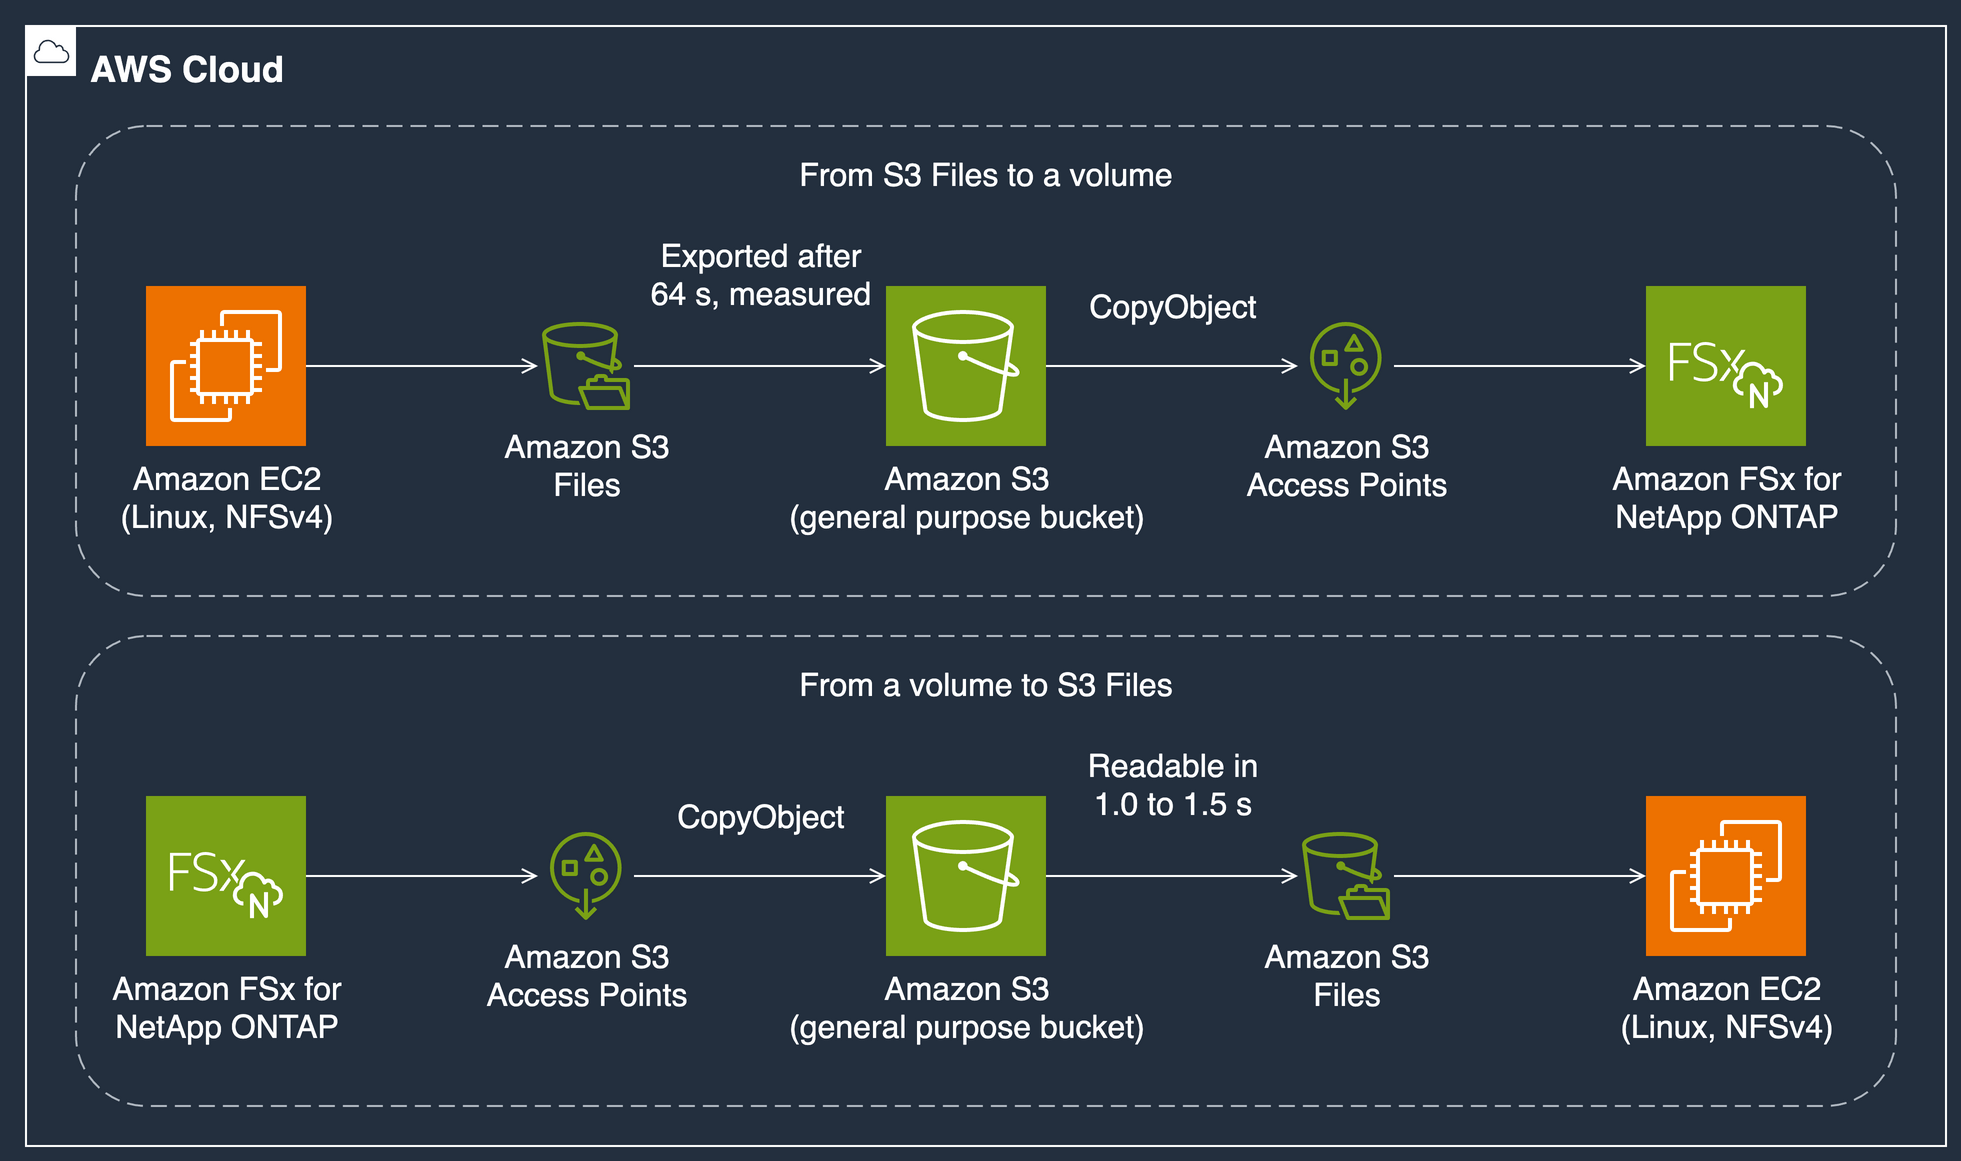 AWS Cloud
From S3 Files to a volume
Exported after
64 s, measured
CopyObject
FSx
N
Amazon EC2
(Linux, NFSv4)
Amazon S3
Files
Amazon S3
(general purpose bucket)
Amazon S3
Access Points
Amazon FSx for
NetApp ONTAP
From a volume to S3 Files
CopyObject
Readable in
1.0 to 1.5 s
FSx
N
Amazon FSx for
NetApp ONTAP
Amazon S3
Access Points
Amazon S3
(general purpose bucket)
Amazon S3
Files
Amazon EC2
(Linux, NFSv4)